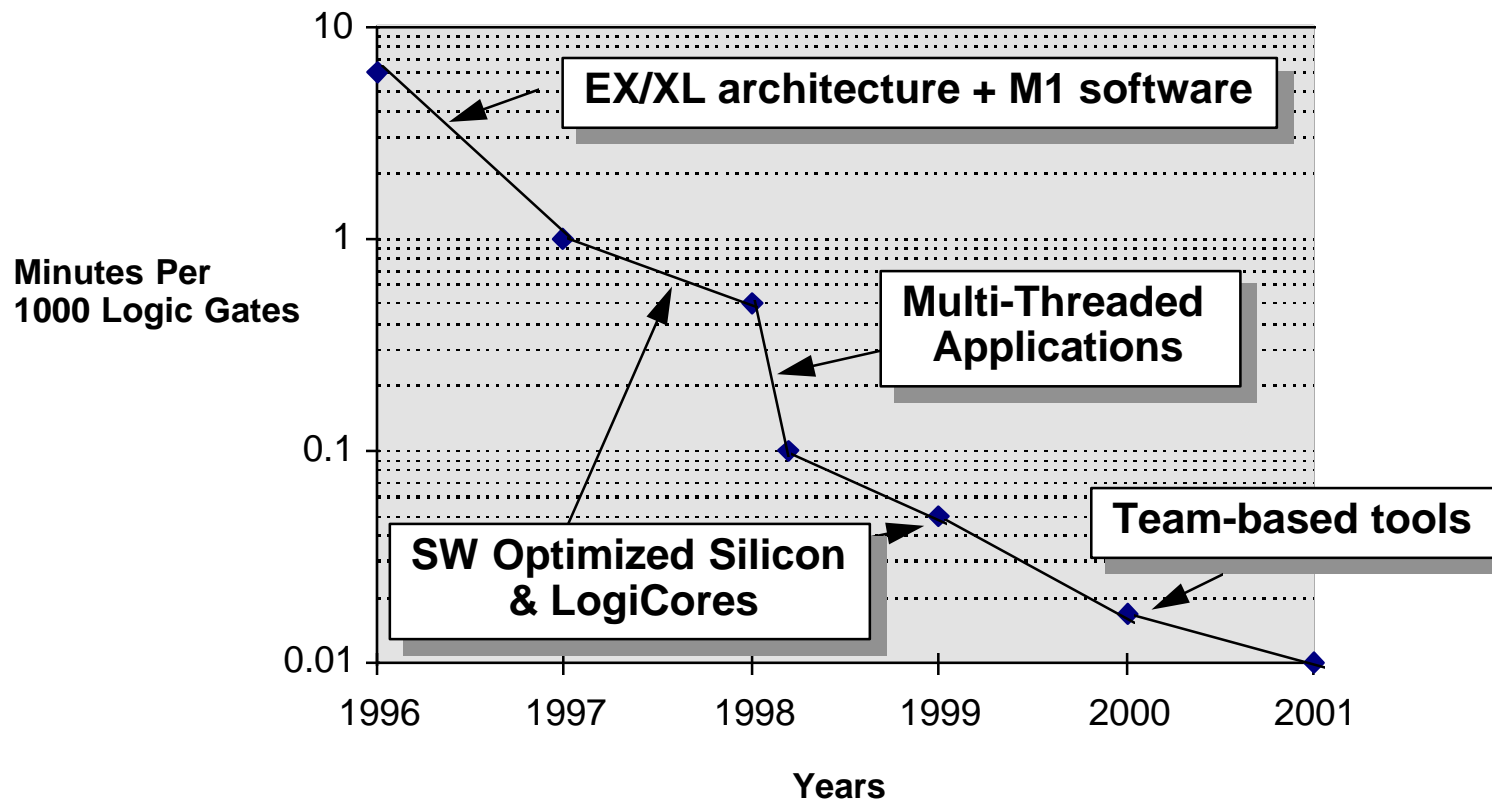 10
EX/XL architecture + M1 software
1
Minutes Per
1000 Logic Gates
Multi-Threaded
Applications
0.1
Team-based tools
SW Optimized Silicon
& LogiCores
0.01
1996 1997 1998 1999 2000 2001
Years